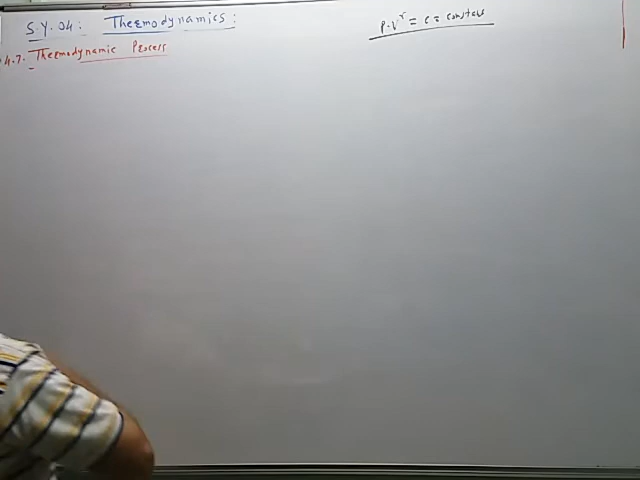 S.Y. 04: Thermodynamics:
P.V^r = c = constant
4.7. Thermodynamic Process